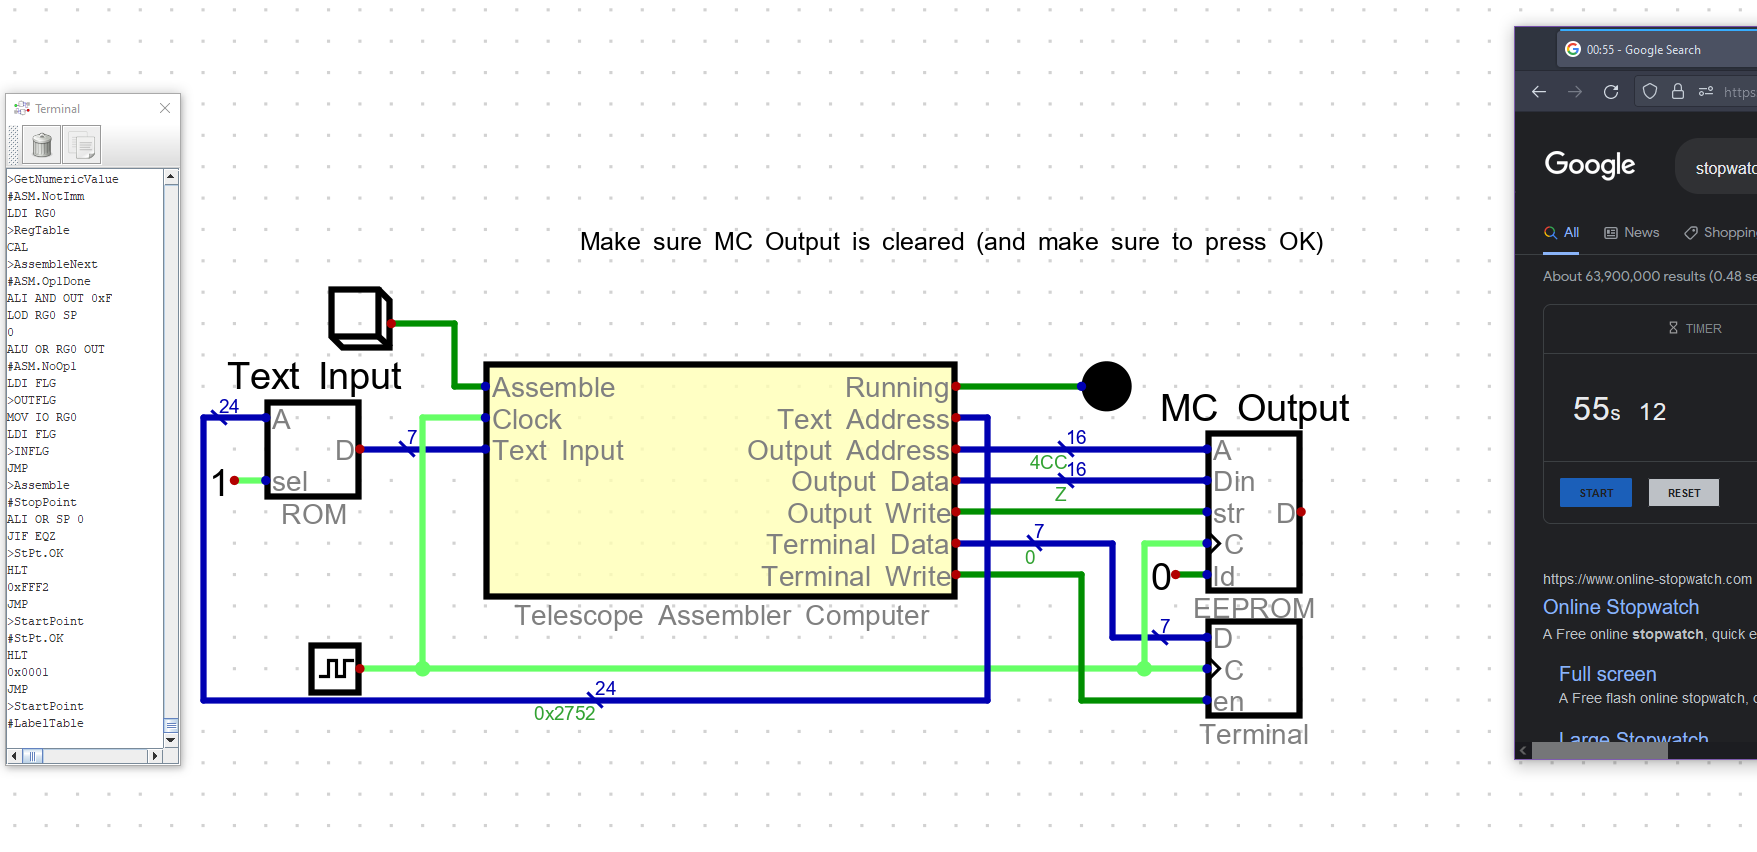 Terminal
>GetNumericValue
#ASM.NotImm
LDI RG0
>RegTable
CAL
>AssembleNext
#ASM.OplDone
ALI AND OUT 0xF
LOD RG0 SP
0
ALU OR RG0 OUT
#ASM.NoOpl
LDI FLG
>OUTFLG
MOV IO RG0
LDI FLG
>INFLG
JMP
>Assemble
#StopPoint
ALI OR SP 0
JIF EQZ
>StPt.OK
HLT
0xFFF2
JMP
>StartPoint
#StPt.OK
HLT
0x0001
JMP
>StartPoint
#LabelTable
Make sure MC Output is cleared (and make sure to press OK)
Text Input
24
A
D
1
sel
ROM
7
Assemble
Clock
Text Input
Running
Text Address
Output Address
Output Data
Output Write
Terminal Data
Terminal Write
Telescope Assembler Computer
24
0x2752
16
4CC
16
Z
7
0
7
MC Output
A
Din
str
D
C
0
ld
EEPROM
D
C
en
Terminal
00:55 - Google Search
https
Google
stopwatc
All
News
Shoppin
About 63,900,000 results (0.48 se
TIMER
55s 12
START
RESET
https://www.online-stopwatch.com
Online Stopwatch
A Free online stopwatch, quick e
Full screen
A Free flash online stopwatch, c
Large Stopwatch